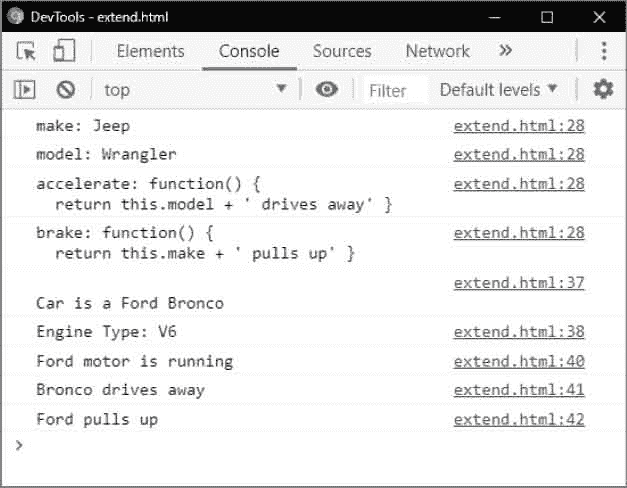 DevTools - extend.html
Elements Console Sources Network »
top Filter Default levels
make: Jeep extend.html:28
model: Wrangler extend.html:28
accelerate: function() { extend.html:28
return this.model + ' drives away' }
brake: function() { extend.html:28
return this.make + ' pulls up' }
extend.html:37
Car is a Ford Bronco
Engine Type: V6 extend.html:38
Ford motor is running extend.html:40
Bronco drives away extend.html:41
Ford pulls up extend.html:42
>